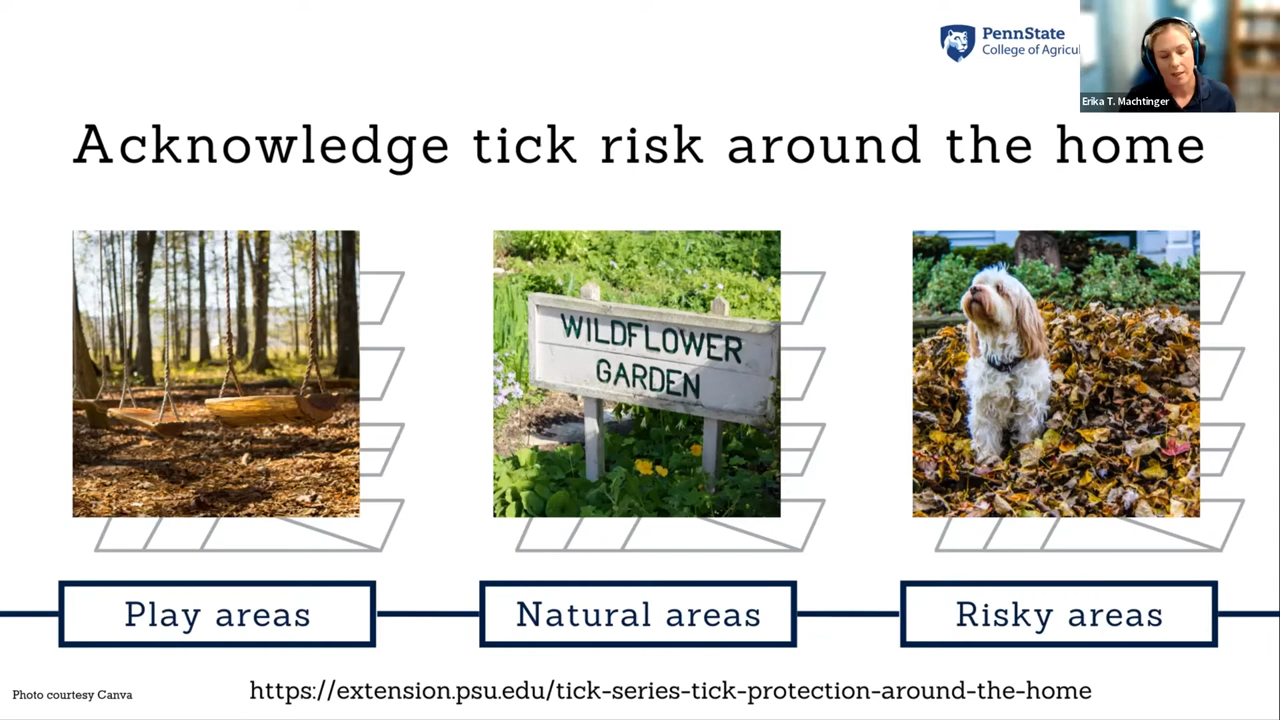 PennState
College of Agricul
Erika T. Machtinger
Acknowledge tick risk around the home
WILDFLOWER
GARDEN
Play areas
Natural areas
Risky areas
Photo courtesy Canva
https://extension.psu.edu/tick-series-tick-protection-around-the-home